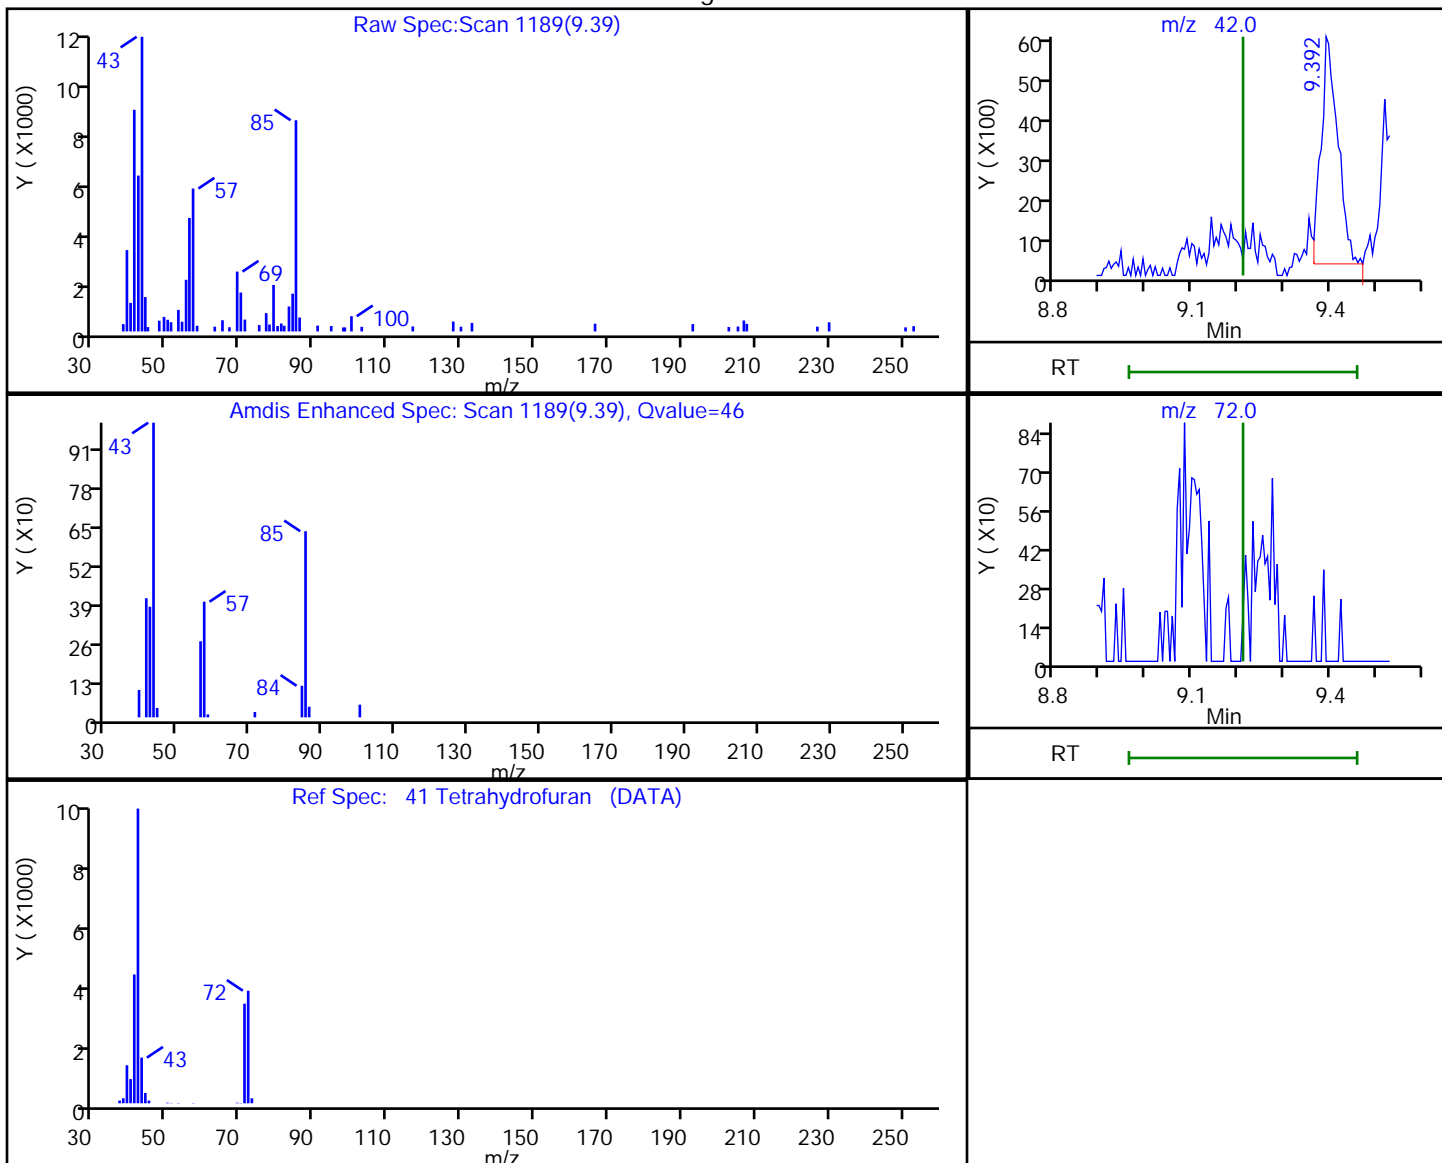 Raw Spec:Scan 1189(9.39)
Y ( X1000)
12
10
8
6
4
2
0
43
85
57
69
100
30 50 70 90 110 130 150 170 190 210 230 250
m/z
m/z 42.0
Y ( X100)
60
50
40
30
20
10
0
9.392
8.8 9.1 9.4
Min
RT
Amdis Enhanced Spec: Scan 1189(9.39), Qvalue=46
Y ( X10)
91
78
65
52
39
26
13
0
43
85
57
84
30 50 70 90 110 130 150 170 190 210 230 250
m/z
m/z 72.0
Y ( X10)
84
70
56
42
28
14
0
8.8 9.1 9.4
Min
RT
Ref Spec: 41 Tetrahydrofuran (DATA)
Y ( X1000)
10
8
6
4
2
0
72
43
30 50 70 90 110 130 150 170 190 210 230 250
m/z